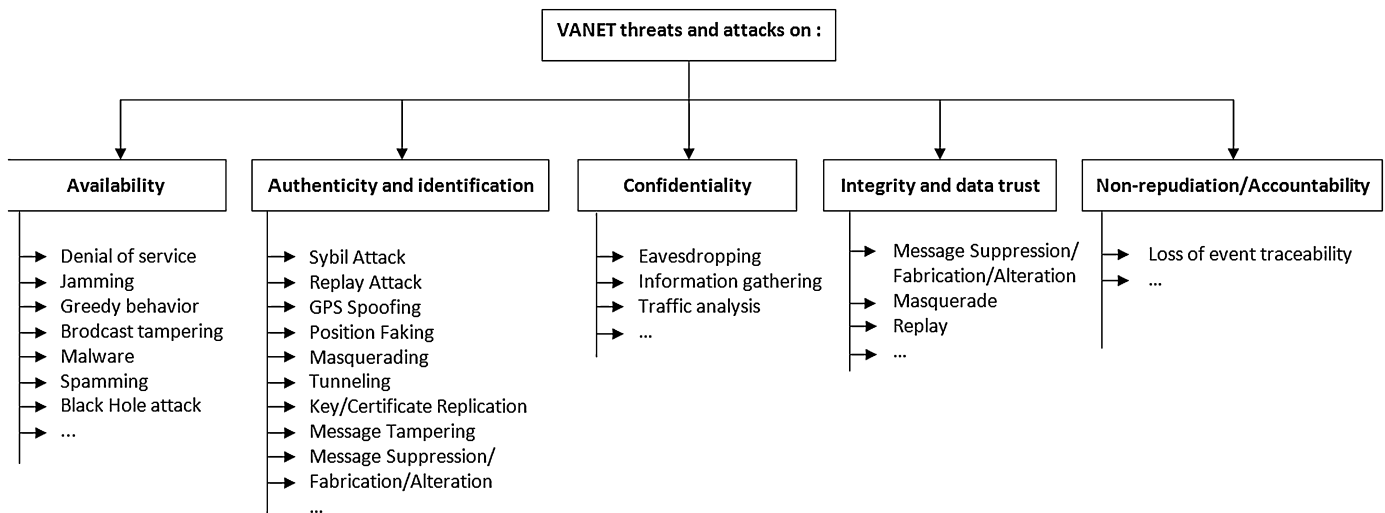 VANET threats and attacks on :
Availability
Denial of service
Jamming
Greedy behavior
Brodcast tampering
Malware
Spamming
Black Hole attack
...
Authenticity and identification
Sybil Attack
Replay Attack
GPS Spoofing
Position Faking
Masquerading
Tunneling
Key/Certificate Replication
Message Tampering
Message Suppression/
Fabrication/Alteration
...
Confidentiality
Eavesdropping
Information gathering
Traffic analysis
...
Integrity and data trust
Message Suppression/
Fabrication/Alteration
Masquerade
Replay
...
Non-repudiation/Accountability
Loss of event traceability
...